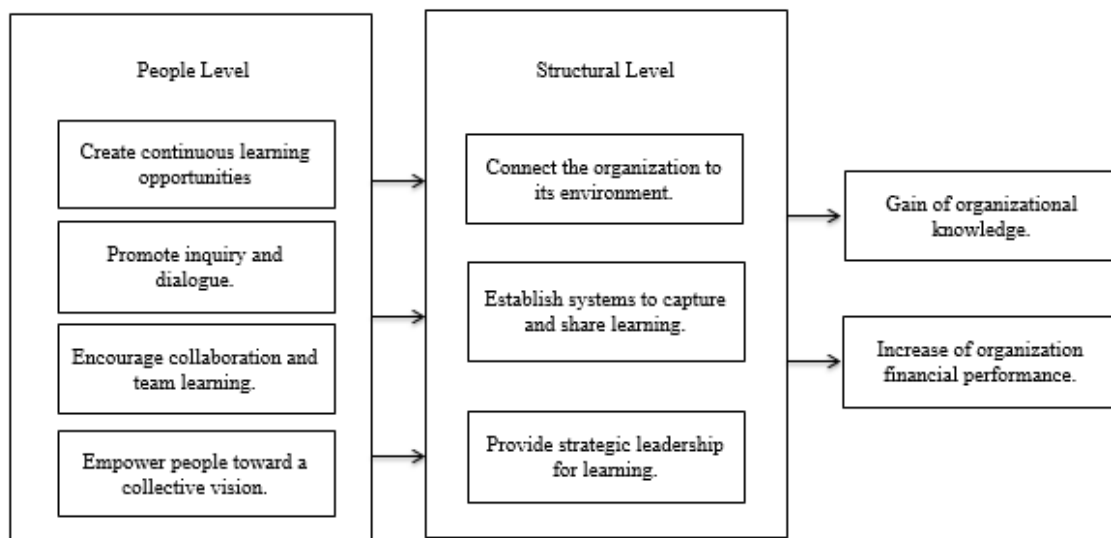 People Level
Create continuous learning
opportunities
Promote inquiry and
dialogue.
Encourage collaboration and
team learning.
Empower people toward a
collective vision.
Structural Level
Connect the organization to
its environment.
Establish systems to capture
and share learning.
Provide strategic leadership
for learning.
Gain of organizational
knowledge.
Increase of organization
financial performance.